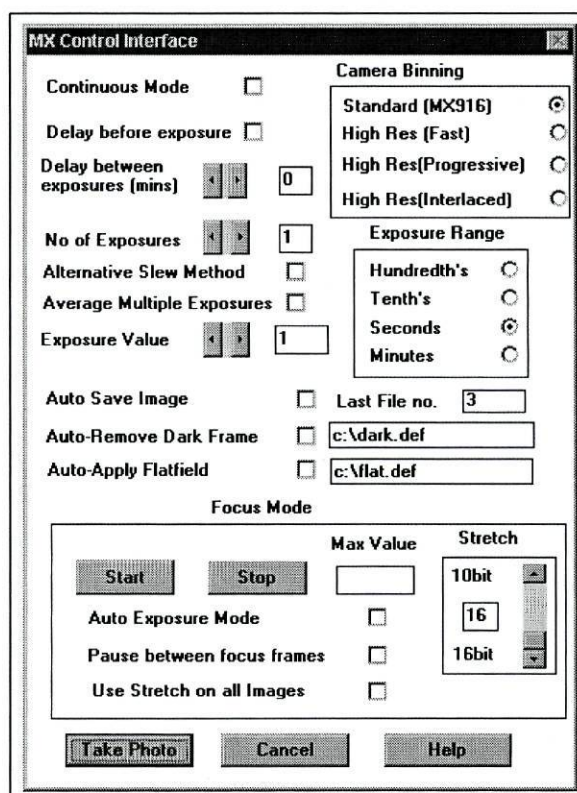 MX Control Interface
Continuous Mode
Delay before exposure
Delay between
exposures (mins)
0
No of Exposures
1
Alternative Slew Method
Average Multiple Exposures
Exposure Value
1
Camera Binning
Standard (MX916)
High Res (Fast)
High Res(Progressive)
High Res(Interlaced)
Exposure Range
Hundredth's
Tenth's
Seconds
Minutes
Auto Save Image
Last File no.
3
Auto-Remove Dark Frame
c:\dark.def
Auto-Apply Flatfield
c:\flat.def
Focus Mode
Start
Stop
Max Value
Stretch
10bit
16
16bit
Auto Exposure Mode
Pause between focus frames
Use Stretch on all Images
Take Photo
Cancel
Help